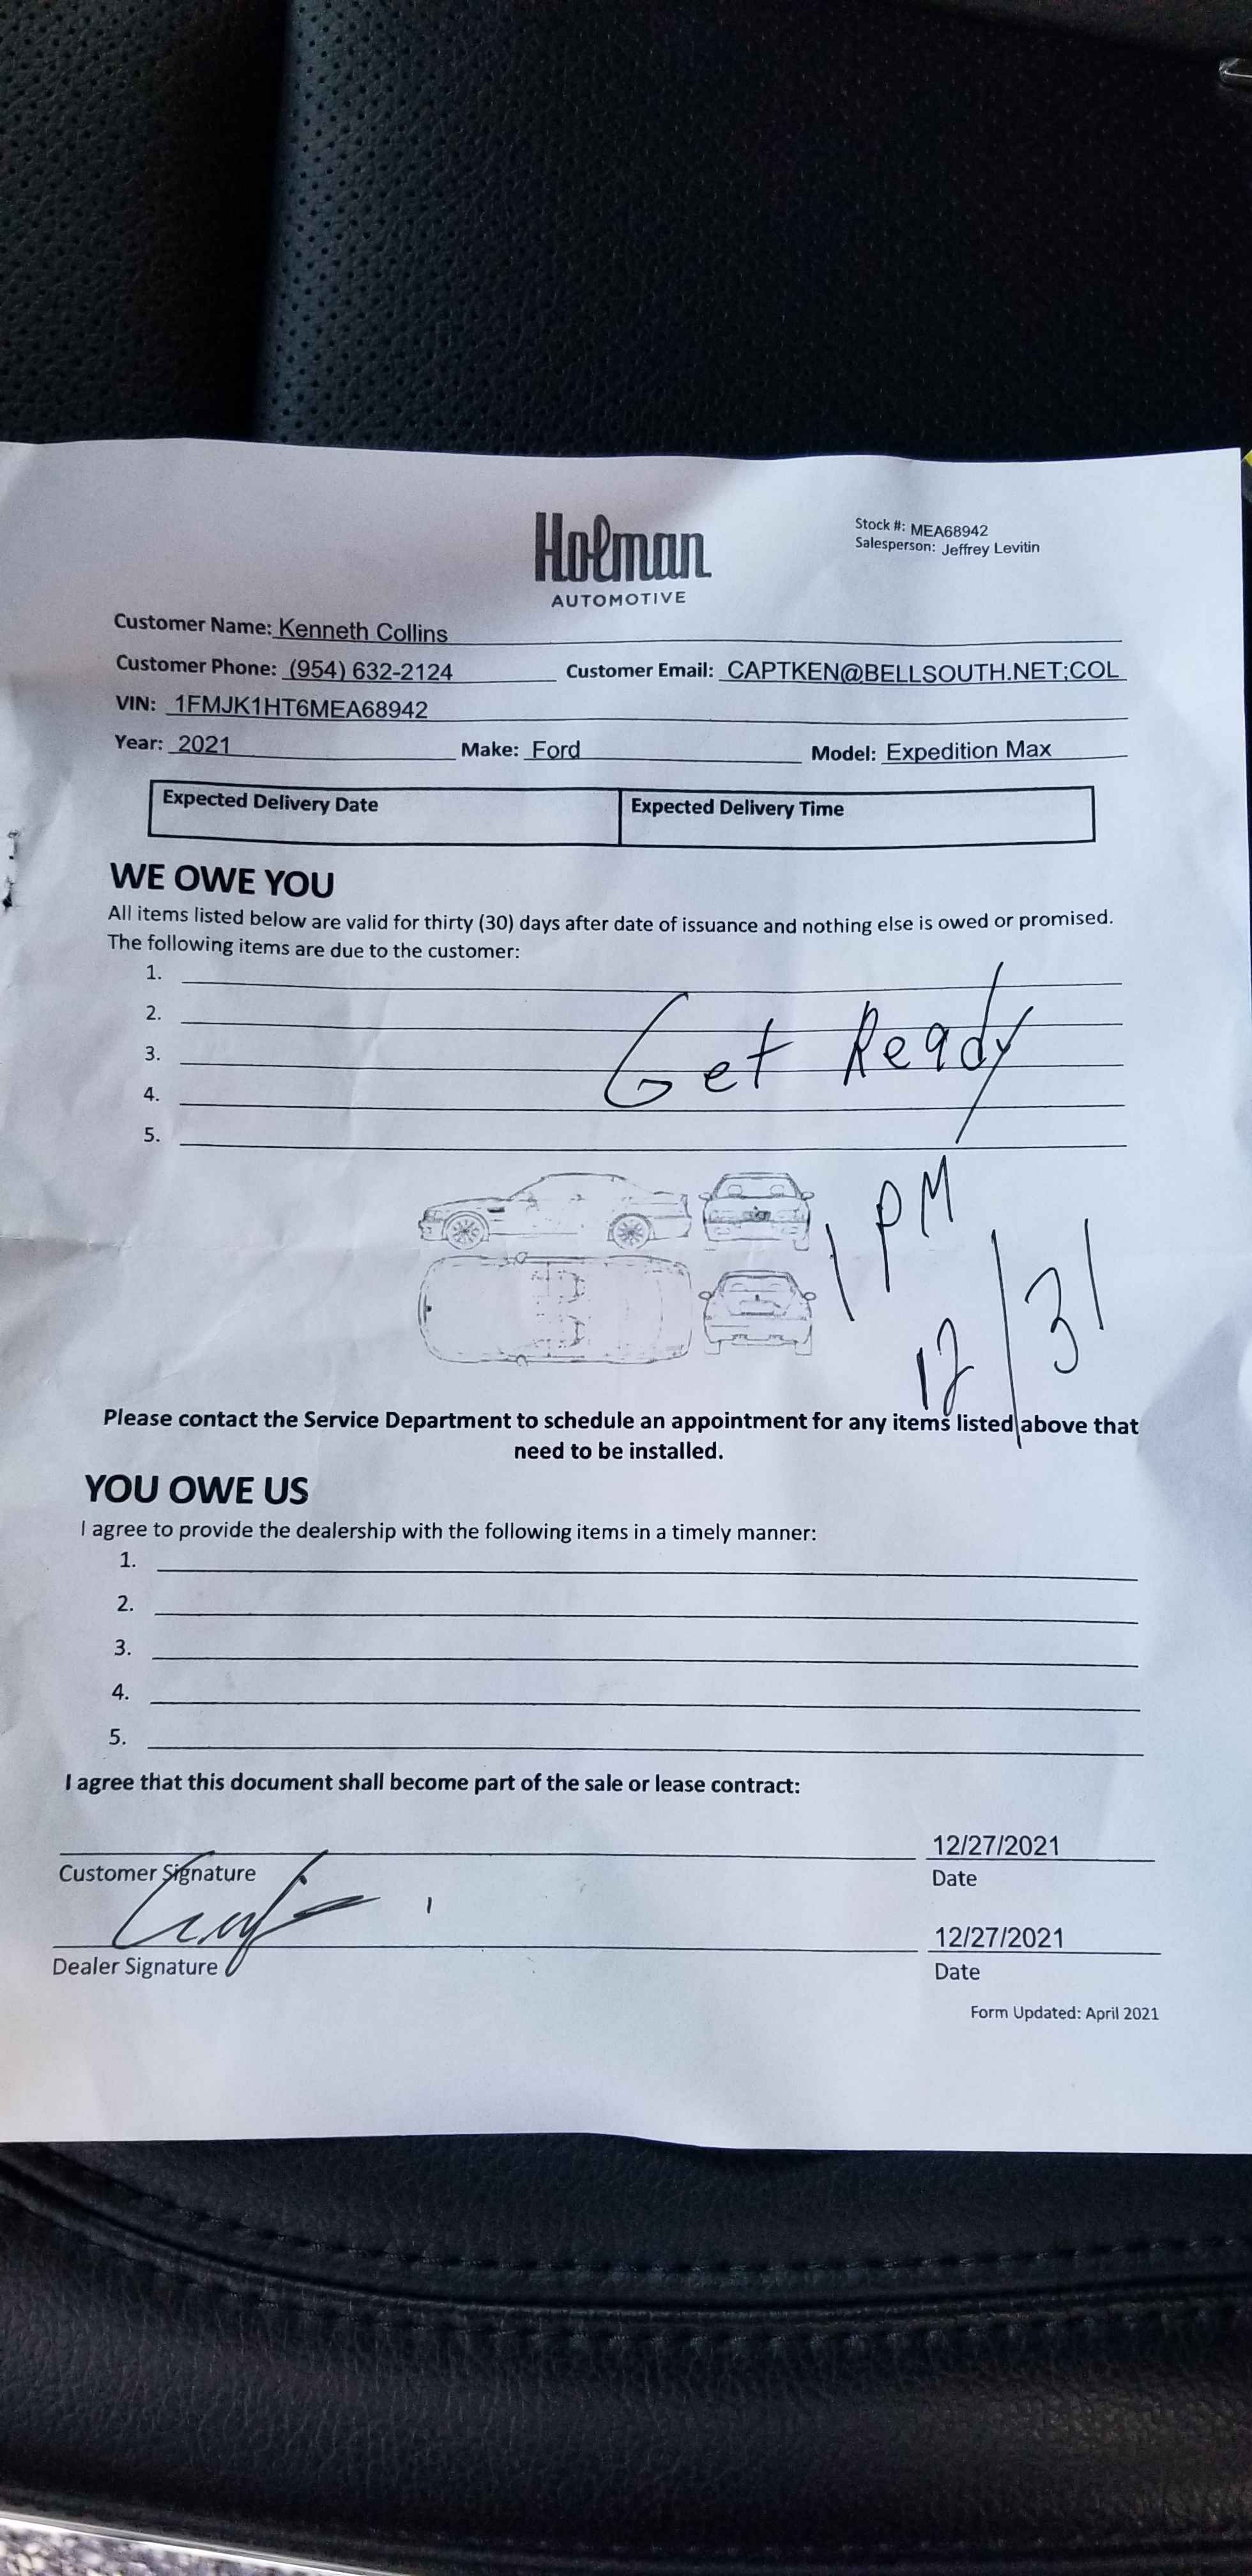 Holman
AUTOMOTIVE
Stock #: MEA68942
Salesperson: Jeffrey Levitin
Customer Name: Kenneth Collins
Customer Phone: (954) 632-2124 Customer Email: CAPTKEN@BELLSOUTH.NET;COL
VIN: 1FMJK1HT6MEA68942
Year: 2021 Make: Ford Model: Expedition Max
Expected Delivery Date Expected Delivery Time
WE OWE YOU
All items listed below are valid for thirty (30) days after date of issuance and nothing else is owed or promised.
The following items are due to the customer:
1.
2.
3.
4.
5.
Get Ready
1 PM
12/31
Please contact the Service Department to schedule an appointment for any items listed above that
need to be installed.
YOU OWE US
I agree to provide the dealership with the following items in a timely manner:
1.
2.
3.
4.
5.
I agree that this document shall become part of the sale or lease contract:
12/27/2021
Customer Signature Date
12/27/2021
Dealer Signature Date
Form Updated: April 2021